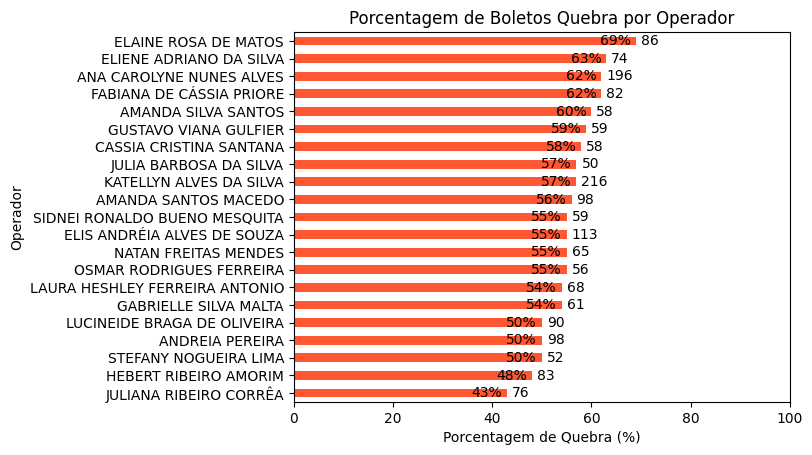 Porcentagem de Boletos Quebra por Operador
ELAINE ROSA DE MATOS 69% 86
ELIENE ADRIANO DA SILVA 63% 74
ANA CAROLYNE NUNES ALVES 62% 196
FABIANA DE CÁSSIA PRIORE 62% 82
AMANDA SILVA SANTOS 60% 58
GUSTAVO VIANA GULFIER 59% 59
CASSIA CRISTINA SANTANA 58% 58
JULIA BARBOSA DA SILVA 57% 50
KATELLYN ALVES DA SILVA 57% 216
AMANDA SANTOS MACEDO 56% 98
SIDNEI RONALDO BUENO MESQUITA 55% 59
ELIS ANDRÉIA ALVES DE SOUZA 55% 113
NATAN FREITAS MENDES 55% 65
OSMAR RODRIGUES FERREIRA 55% 56
LAURA HESHLEY FERREIRA ANTONIO 54% 68
GABRIELLE SILVA MALTA 54% 61
LUCINEIDE BRAGA DE OLIVEIRA 50% 90
ANDREIA PEREIRA 50% 98
STEFANY NOGUEIRA LIMA 50% 52
HEBERT RIBEIRO AMORIM 48% 83
JULIANA RIBEIRO CORRÊA 43% 76
Operador
0 20 40 60 80 100
Porcentagem de Quebra (%)